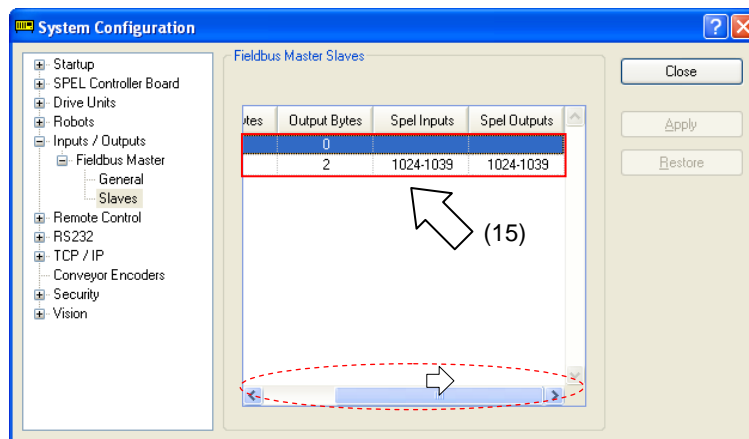 System Configuration
Startup
SPEL Controller Board
Drive Units
Robots
Inputs / Outputs
Fieldbus Master
General
Slaves
Remote Control
RS232
TCP / IP
Conveyor Encoders
Security
Vision
Fieldbus Master Slaves
ytes Output Bytes Spel Inputs Spel Outputs
0
2 1024-1039 1024-1039
(15)
Close
Apply
Restore